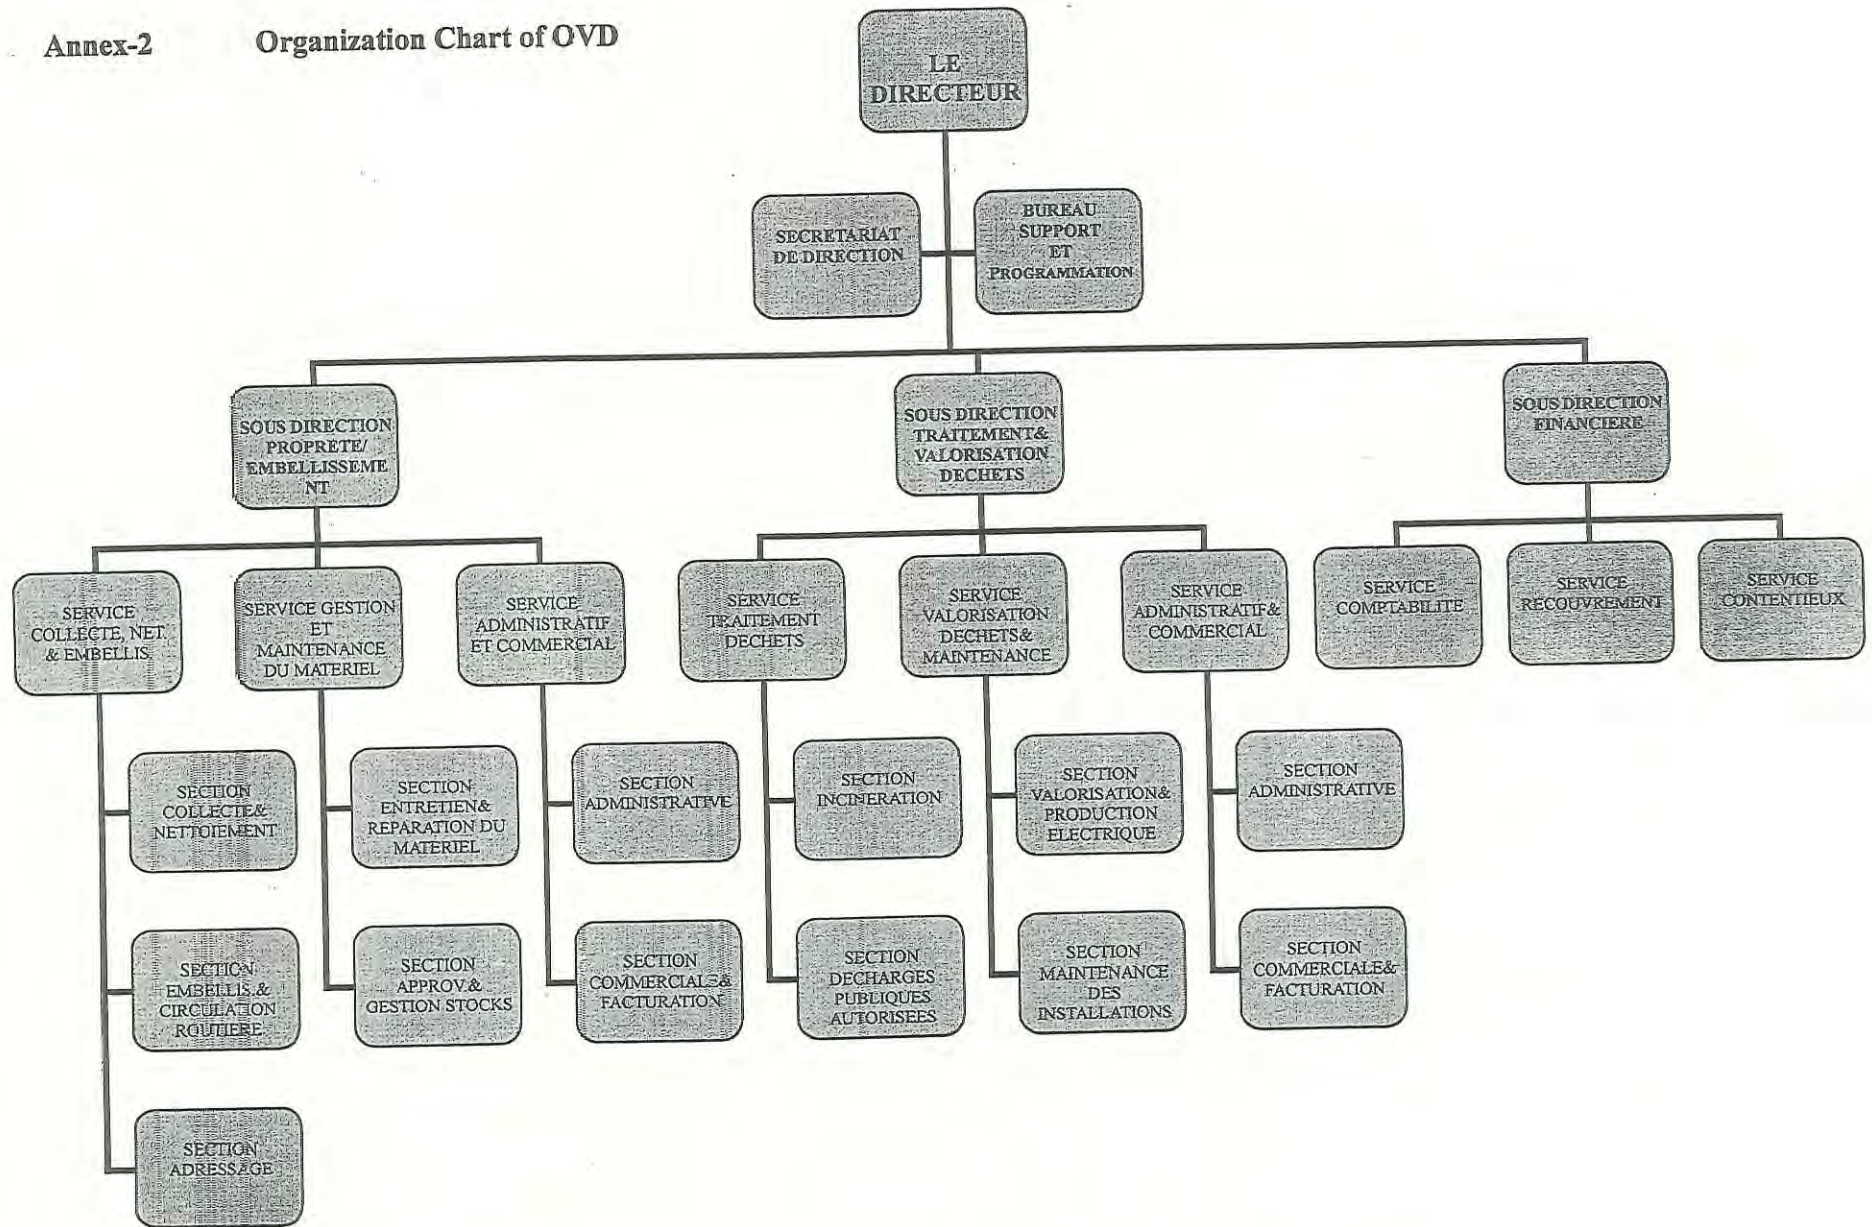 Annex-2 Organization Chart of OVD
LE
DIRECTEUR
SECRETARIAT
DE DIRECTION
BUREAU
SUPPORT
ET
PROGRAMMATION
SOUS DIRECTION
PROPRETE/
EMBELLISSEME
NT
SOUS DIRECTION
TRAITEMENT&
VALORISATION
DECHETS
SOUS DIRECTION
FINANCIERE
SERVICE
COLLECTE, NET.
& EMBELLIS.
SERVICE GESTION
ET
MAINTENANCE
DU MATERIEL
SERVICE
ADMINISTRATIF
ET COMMERCIAL
SERVICE
TRAITEMENT
DECHETS
SERVICE
VALORISATION
DECHETS&
MAINTENANCE
SERVICE
ADMINISTRATIF&
COMMERCIAL
SERVICE
COMPTABILITE
SERVICE
RECOUVREMENT
SERVICE
CONTENTIEUX
SECTION
COLLECTE&
NETTOIEMENT
SECTION
ENTRETIEN&
REPARATION DU
MATERIEL
SECTION
ADMINISTRATIVE
SECTION
INCINERATION
SECTION
VALORISATION&
PRODUCTION
ELECTRIQUE
SECTION
ADMINISTRATIVE
SECTION
EMBELLIS.&
CIRCULATION
ROUTIERE
SECTION
APPROV.&
GESTION STOCKS
SECTION
COMMERCIALE&
FACTURATION
SECTION
DECHARGES
PUBLIQUES
AUTORISEES
SECTION
MAINTENANCE
DES
INSTALLATIONS
SECTION
COMMERCIALE&
FACTURATION
SECTION
ADRESSAGE